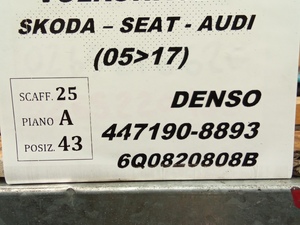 SKODA – SEAT - AUDI
(05>17)
SCAFF. 25
PIANO A
POSIZ. 43
DENSO
447190-8893
6Q0820808B